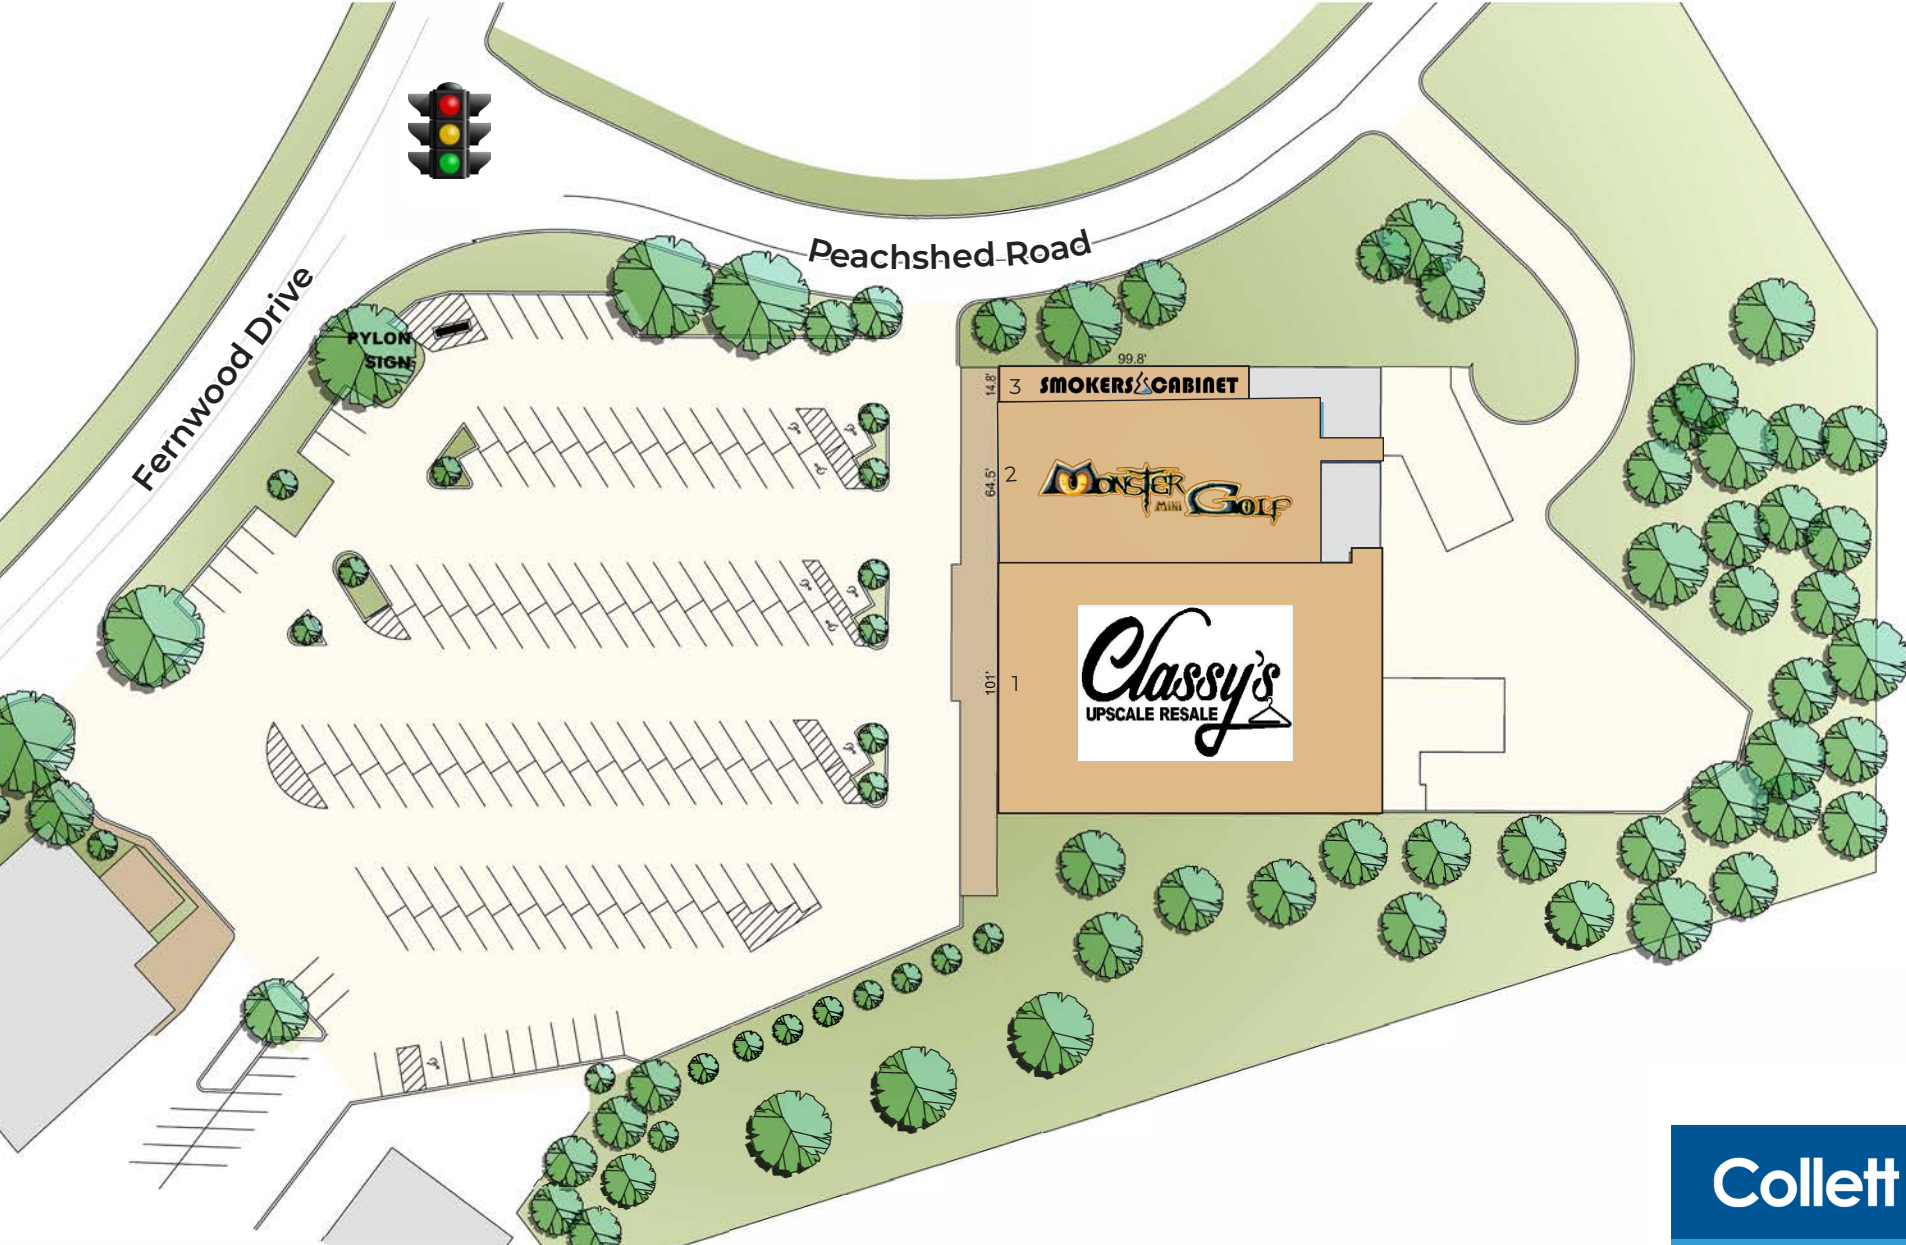 Peachshed Road
Fernwood Drive
PYLON
SIGN
99.8'
14.8'
3 SMOKERS CABINET
64.5'
2 MONSTER
MINI GOLF
101'
1 Classy's
UPSCALE RESALE
Collett